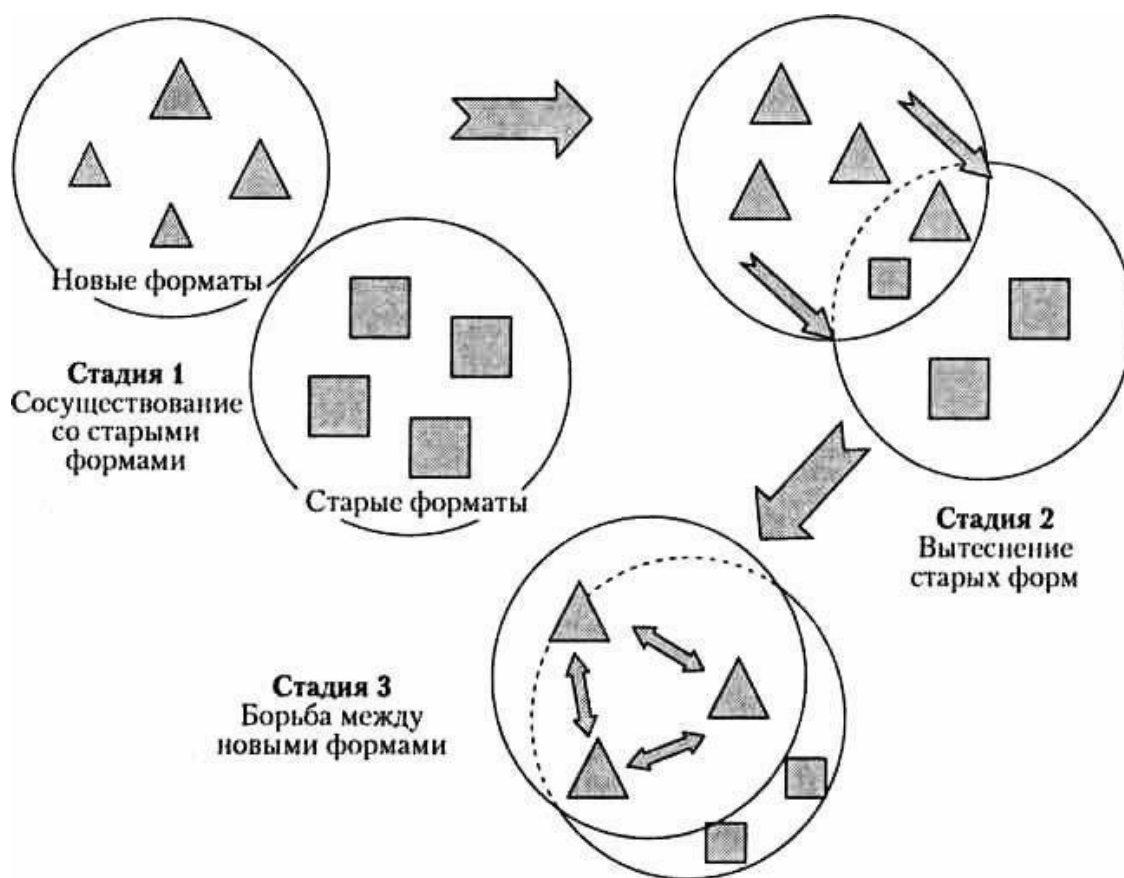 Новые форматы
Стадия 1
Сосуществование
со старыми
формами
Старые форматы
Стадия 2
Вытеснение
старых форм
Стадия 3
Борьба между
новыми формами